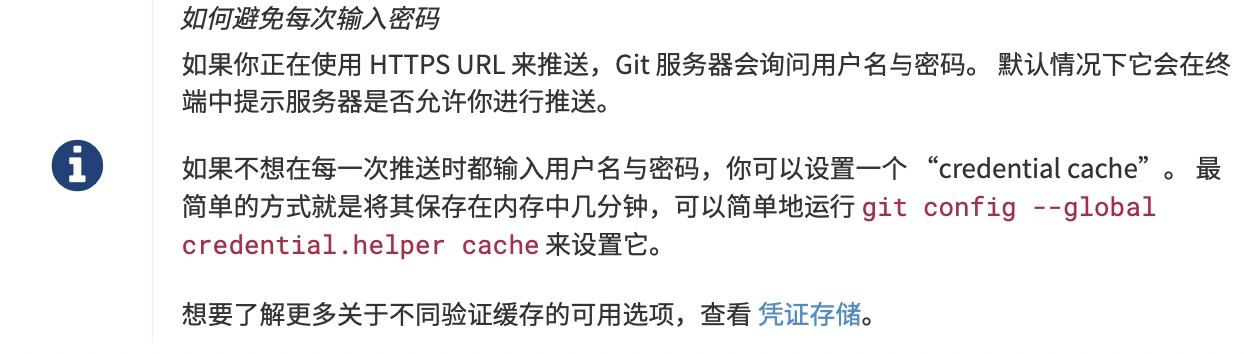 如何避免每次输入密码
如果你正在使用 HTTPS URL 来推送，Git 服务器会询问用户名与密码。 默认情况下它会在终
端中提示服务器是否允许你进行推送。
如果不想在每一次推送时都输入用户名与密码，你可以设置一个 “credential cache”。 最
简单的方式就是将其保存在内存中几分钟，可以简单地运行 git config --global
credential.helper cache 来设置它。
想要了解更多关于不同验证缓存的可用选项，查看 凭证存储。